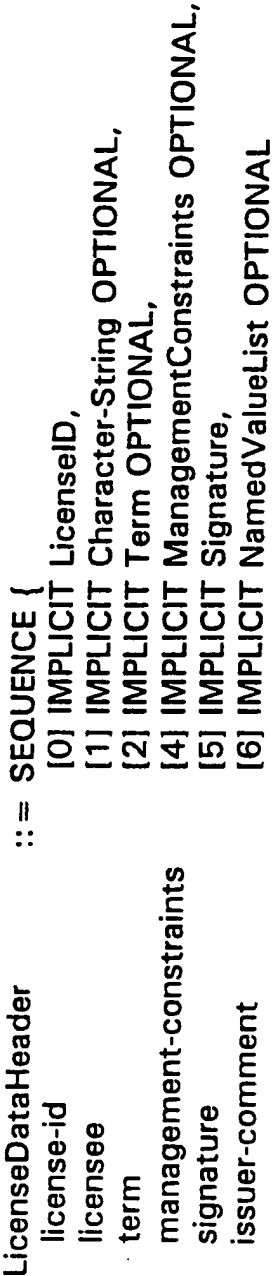 LicenseDataHeader ::= SEQUENCE {
license-id [0] IMPLICIT LicenseID,
licensee [1] IMPLICIT Character-String OPTIONAL,
term [2] IMPLICIT Term OPTIONAL,
management-constraints [4] IMPLICIT ManagementConstraints OPTIONAL,
signature [5] IMPLICIT Signature,
issuer-comment [6] IMPLICIT NamedValueList OPTIONAL